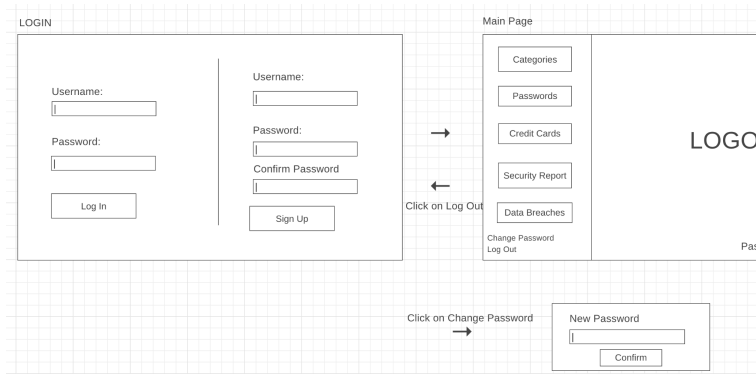 LOGIN
Username:
Password:
Log In
Username:
Password:
Confirm Password
Sign Up
Click on Log Out
Main Page
Categories
Passwords
Credit Cards
Security Report
Data Breaches
Change Password
Log Out
LOGO
Pas
Click on Change Password
New Password
Confirm